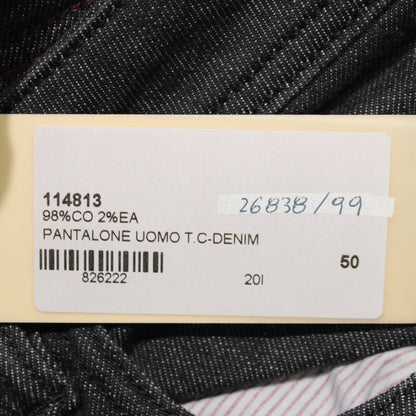 114813
26838/99
98%CO 2%EA
PANTALONE UOMO T.C-DENIM
50
826222
20I